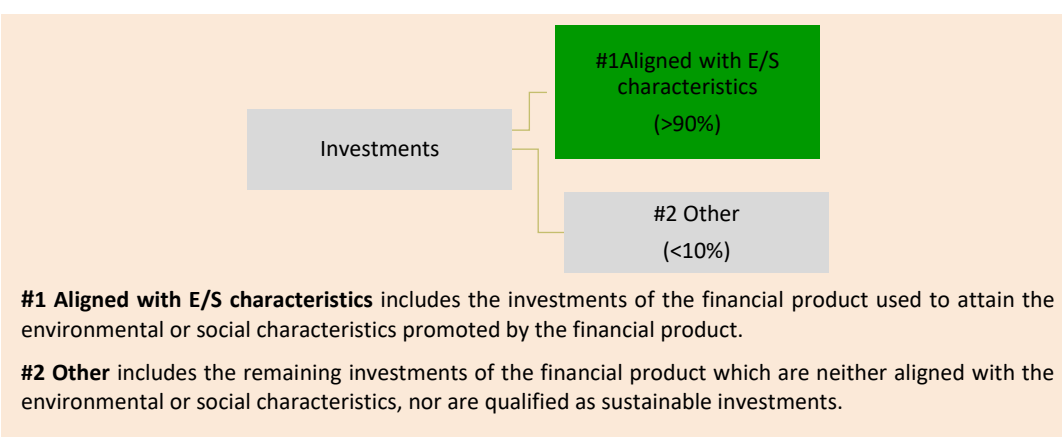 #1Aligned with E/S
characteristics
(>90%)
Investments
#2 Other
(<10%)
#1 Aligned with E/S characteristics includes the investments of the financial product used to attain the
environmental or social characteristics promoted by the financial product.
#2 Other includes the remaining investments of the financial product which are neither aligned with the
environmental or social characteristics, nor are qualified as sustainable investments.